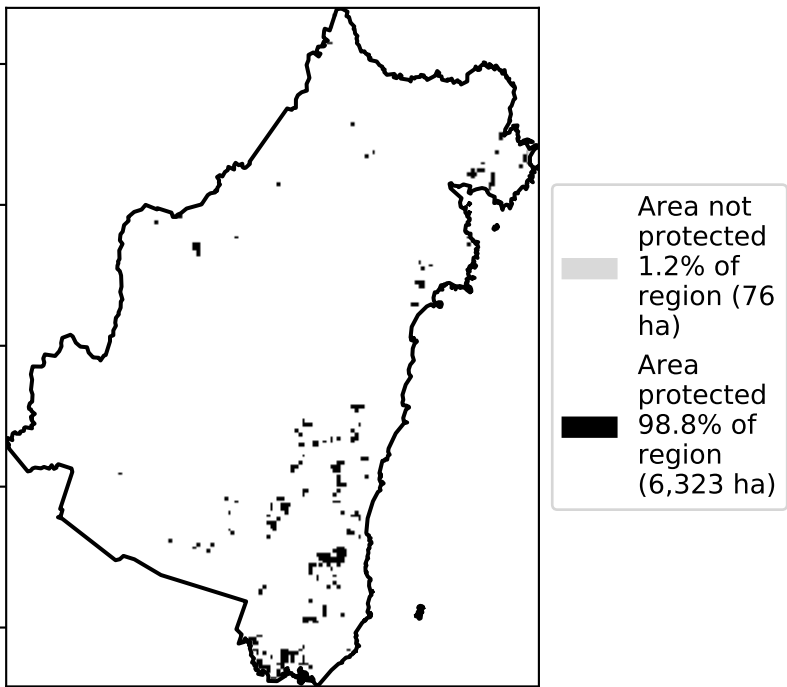 Area not
protected
1.2% of
region (76
ha)
Area
protected
98.8% of
region
(6,323 ha)